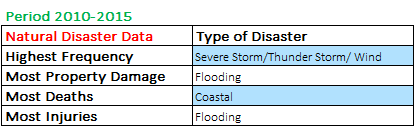 Period 2010-2015
Natural Disaster Data Type of Disaster
Highest Frequency Severe Storm/Thunder Storm/ Wind
Most Property Damage Flooding
Most Deaths Coastal
Most Injuries Flooding